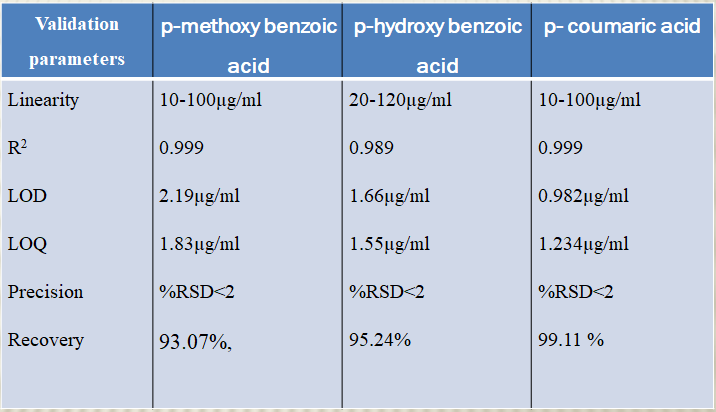 Validation parameters p-methoxy benzoic acid p-hydroxy benzoic acid p- coumaric acid
Linearity 10-100µg/ml 20-120µg/ml 10-100µg/ml
R² 0.999 0.989 0.999
LOD 2.19µg/ml 1.66µg/ml 0.982µg/ml
LOQ 1.83µg/ml 1.55µg/ml 1.234µg/ml
Precision %RSD<2 %RSD<2 %RSD<2
Recovery 93.07%, 95.24% 99.11 %